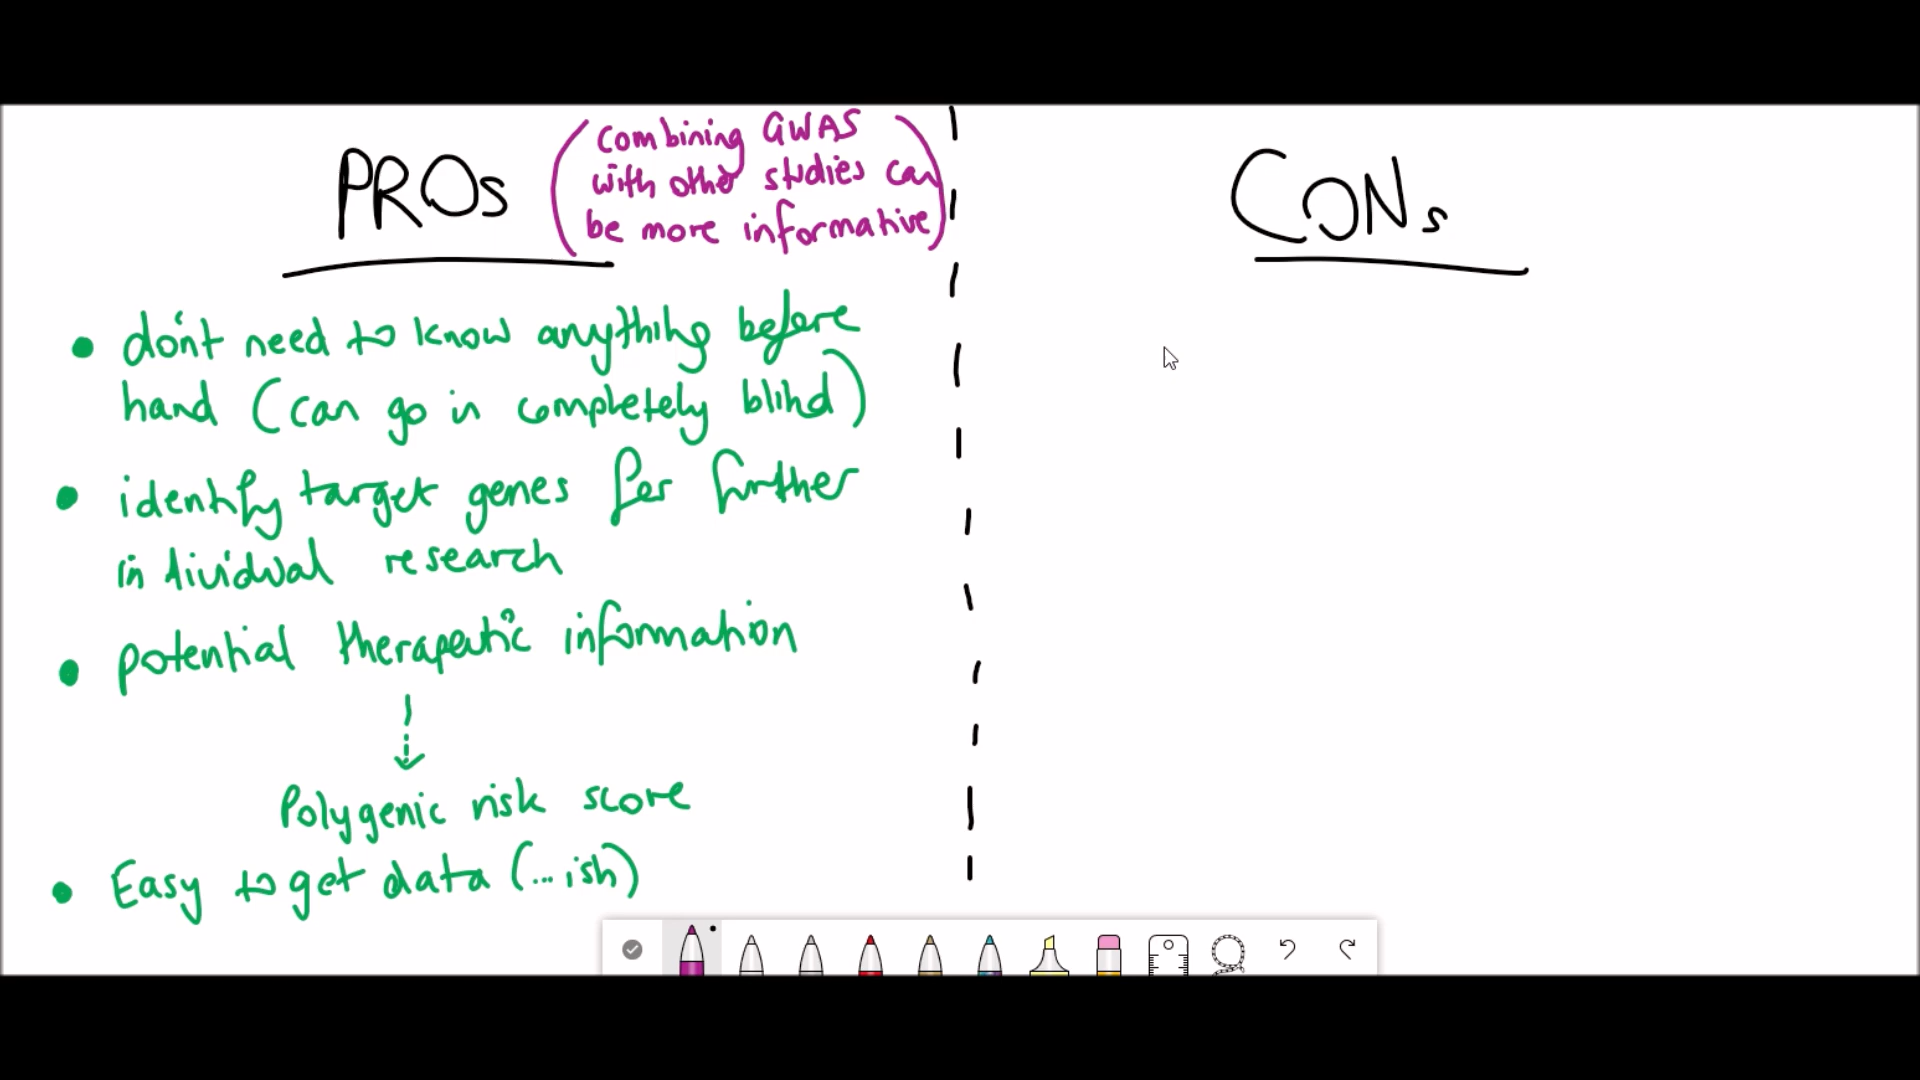 PROs
(combining GWAS
with other studies can
be more informative)
• don't need to know anything before
hand (can go in completely blind)
• identify target genes for further
individual research
• potential therapeutic information
Polygenic risk score
• Easy to get data (...ish)
CONs